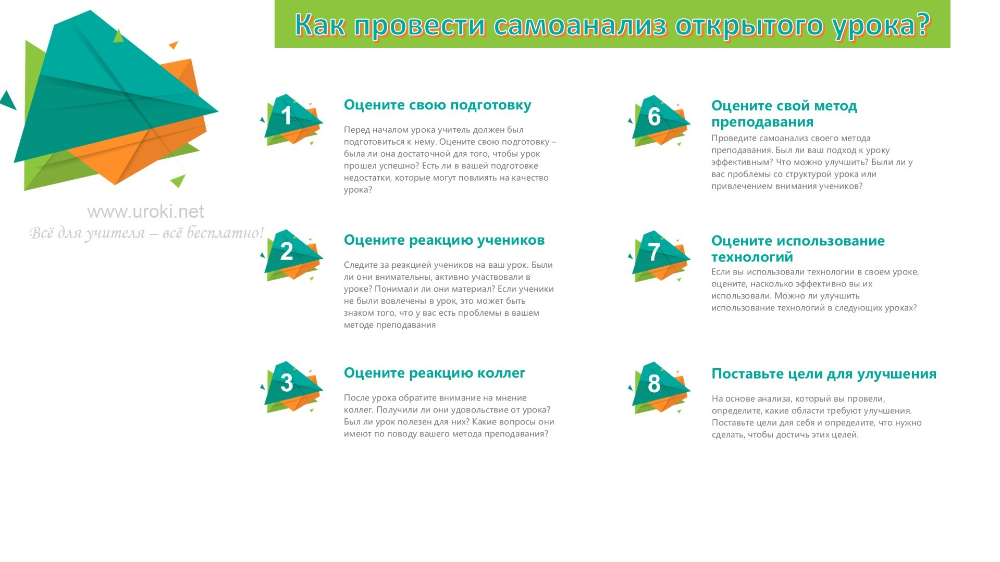 Как провести самоанализ открытого урока?
www.uroki.net
Всё для учителя – всё бесплатно!
1
Оцените свою подготовку
Перед началом урока учитель должен был
подготовиться к нему. Оцените свою подготовку –
была ли она достаточной для того, чтобы урок
прошел успешно? Есть ли в вашей подготовке
недостатки, которые могут повлиять на качество
урока?
2
Оцените реакцию учеников
Следите за реакцией учеников на ваш урок. Были
ли они внимательны, активно участвовали в
уроке? Понимали ли они материал? Если ученики
не были вовлечены в урок, это может быть
знаком того, что у вас есть проблемы в вашем
методе преподавания
3
Оцените реакцию коллег
После урока обратите внимание на мнение
коллег. Получили ли они удовольствие от урока?
Был ли урок полезен для них? Какие вопросы они
имеют по поводу вашего метода преподавания?
6
Оцените свой метод
преподавания
Проведите самоанализ своего метода
преподавания. Был ли ваш подход к уроку
эффективным? Что можно улучшить? Были ли у
вас проблемы со структурой урока или
привлечением внимания учеников?
7
Оцените использование
технологий
Если вы использовали технологии в своем уроке,
оцените, насколько эффективно вы их
использовали. Можно ли улучшить
использование технологий в следующих уроках?
8
Поставьте цели для улучшения
На основе анализа, который вы провели,
определите, какие области требуют улучшения.
Поставьте цели для себя и определите, что нужно
сделать, чтобы достичь этих целей.